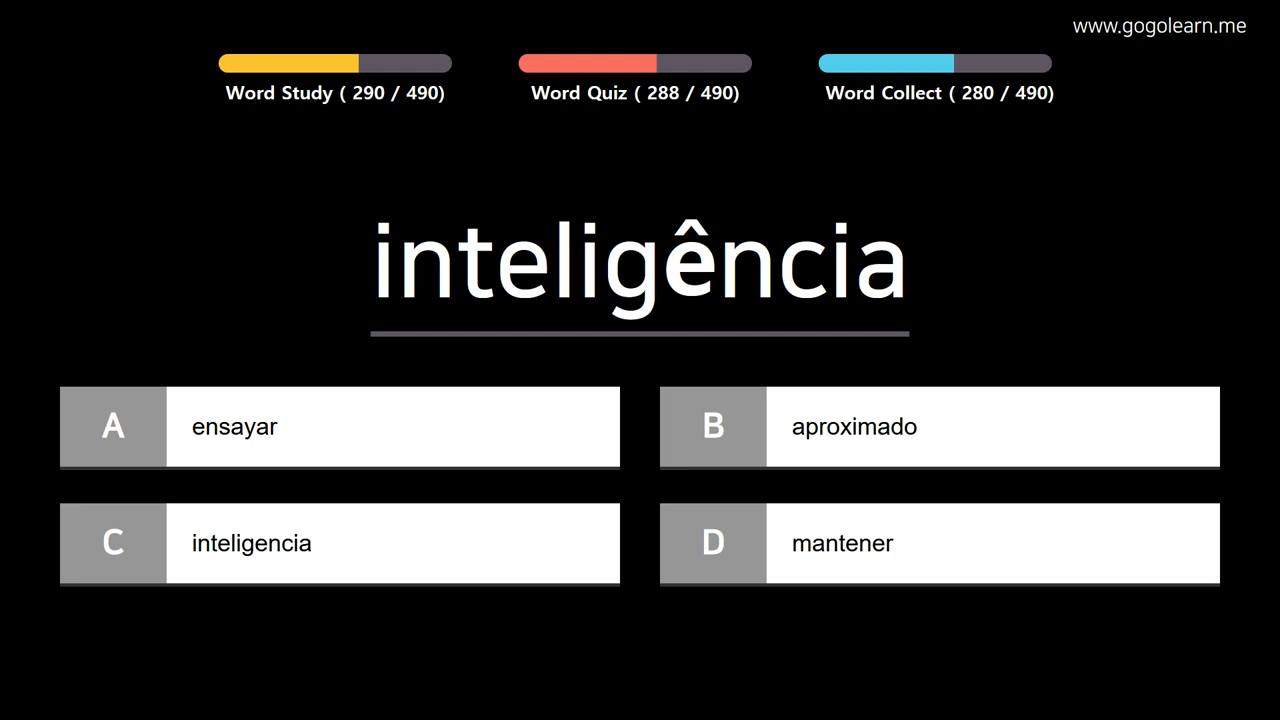 www.gogolearn.me
Word Study ( 290 / 490)
Word Quiz ( 288 / 490)
Word Collect ( 280 / 490)
inteligência
A
ensayar
B
aproximado
C
inteligencia
D
mantener